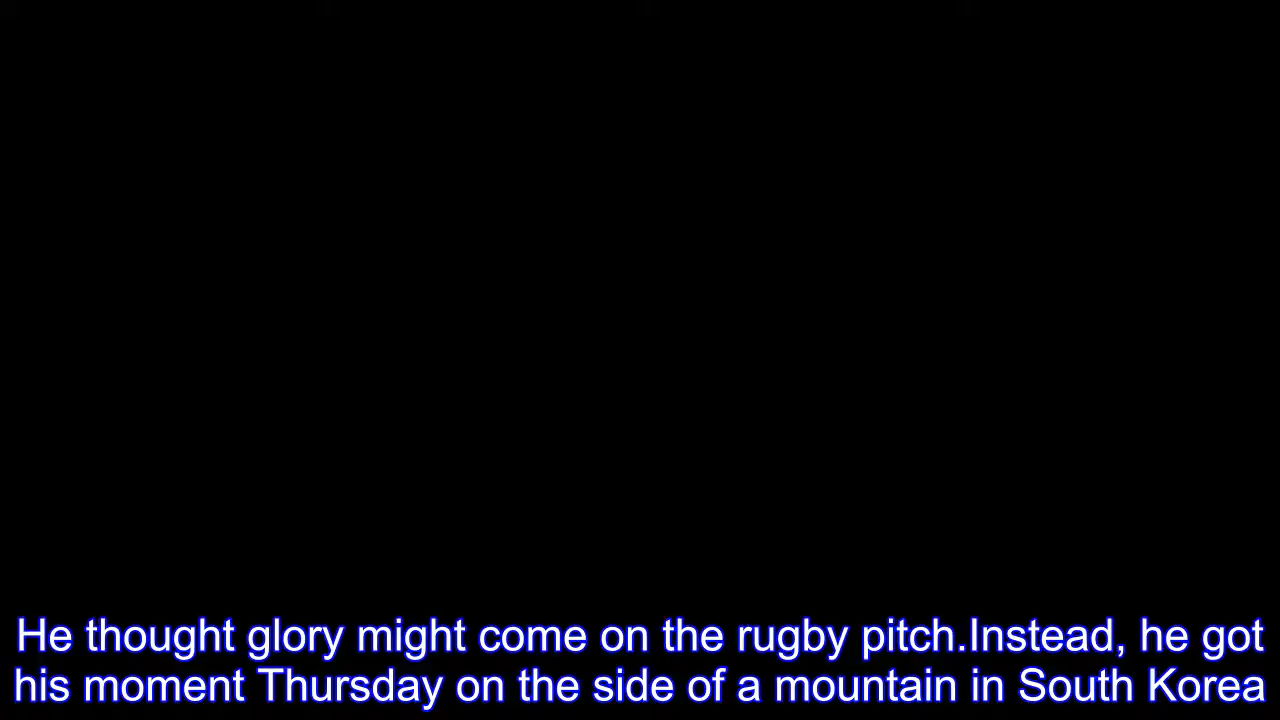 He thought glory might come on the rugby pitch.Instead, he got
his moment Thursday on the side of a mountain in South Korea